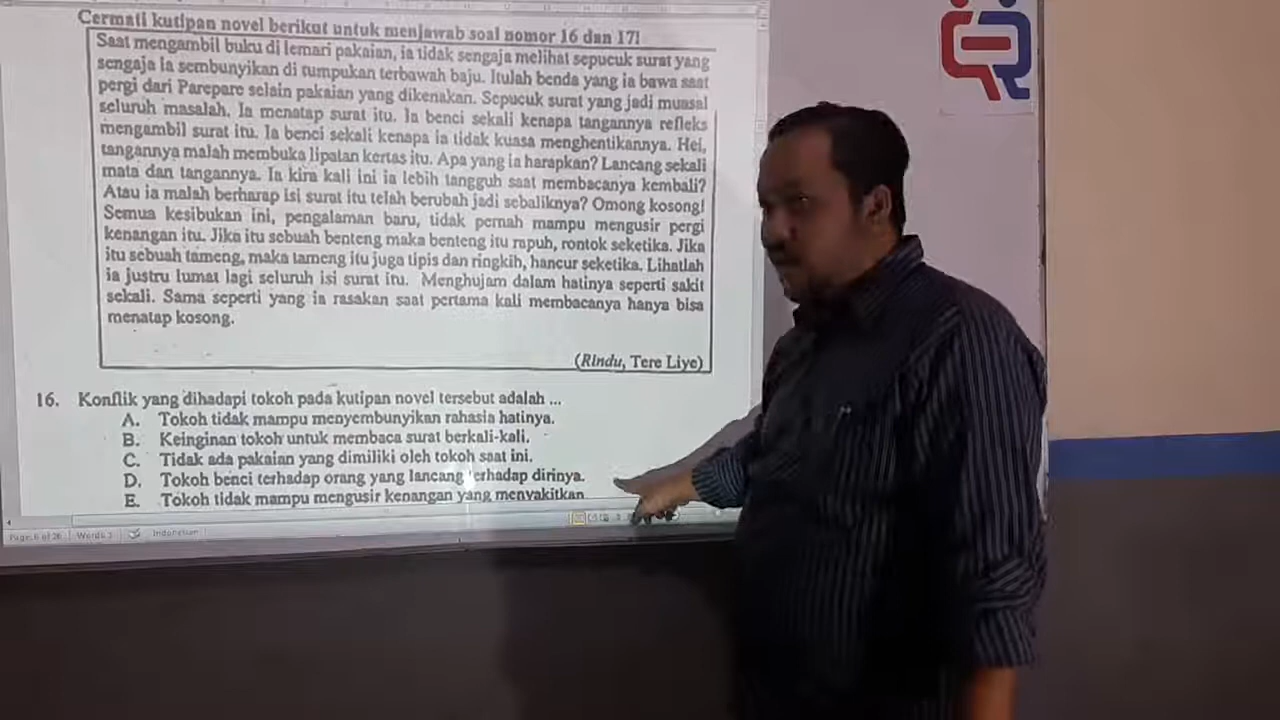 Cermati kutipan novel berikut untuk menjawab soal nomor 16 dan 17!
Saat mengambil buku di lemari pakaian, ia tidak sengaja melihat sepucuk surat yang
sengaja ia sembunyikan di tumpukan terbawah baju. Itulah benda yang ia bawa saat
pergi dari Parepare selain pakaian yang dikenakan. Sepucuk surat yang jadi muasal
seluruh masalah. Ia menatap surat itu. Ia benci sekali kenapa tangannya refleks
mengambil surat itu. Ia benci sekali kenapa ia tidak kuasa menghentikannya. Hei,
tangannya malah membuka lipatan kertas itu. Apa yang ia harapkan? Lancang sekali
mata dan tangannya. Ia kira kali ini ia lebih tangguh saat membacanya kembali?
Atau ia malah berharap isi surat itu telah berubah jadi sebaliknya? Omong kosong!
Semua kesibukan ini, pengalaman baru, tidak pernah mampu mengusir pergi
kenangan itu. Jika itu sebuah benteng maka benteng itu rapuh, rontok seketika. Jika
itu sebuah tameng, maka tameng itu juga tipis dan ringkih, hancur seketika. Lihatlah
ia justru lumat lagi seluruh isi surat itu. Menghujam dalam hatinya seperti sakit
sekali. Sama seperti yang ia rasakan saat pertama kali membacanya hanya bisa
menatap kosong.
(Rindu, Tere Liye)
16. Konflik yang dihadapi tokoh pada kutipan novel tersebut adalah ...
A. Tokoh tidak mampu menyembunyikan rahasia hatinya.
B. Keinginan tokoh untuk membaca surat berkali-kali.
C. Tidak ada pakaian yang dimiliki oleh tokoh saat ini.
D. Tokoh benci terhadap orang yang lancang terhadap dirinya.
E. Tokoh tidak mampu mengusir kenangan yang menyakitkan
Page: 6 of 26 Words: Indonesian